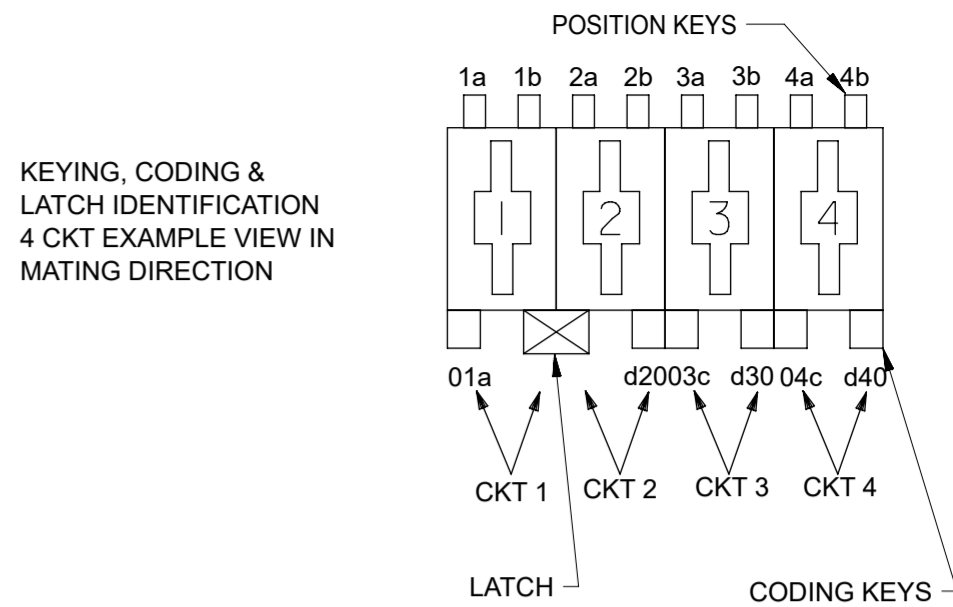 POSITION KEYS
1a 1b 2a 2b 3a 3b 4a 4b
KEYING, CODING &
LATCH IDENTIFICATION
4 CKT EXAMPLE VIEW IN
MATING DIRECTION
1 2 3 4
01a d2003c d30 04c d40
CKT 1 CKT 2 CKT 3 CKT 4
LATCH CODING KEYS